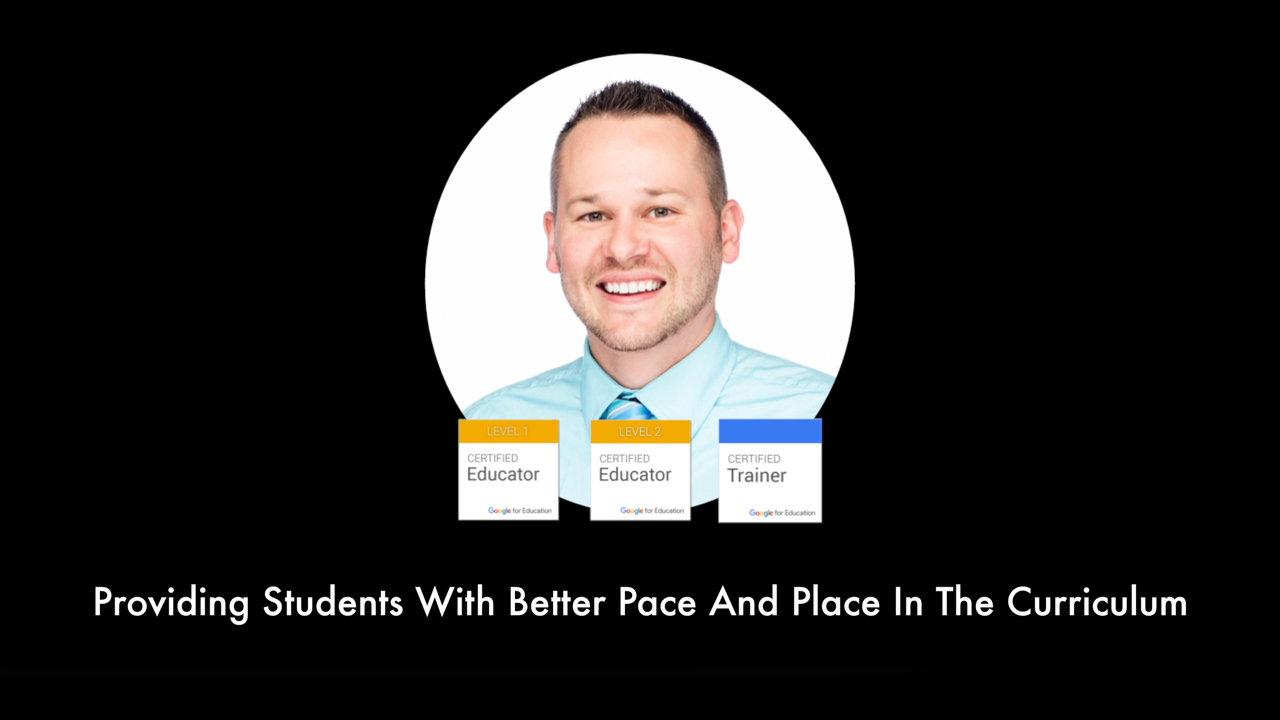 LEVEL 1
CERTIFIED
Educator
Google for Education
LEVEL 2
CERTIFIED
Educator
Google for Education
CERTIFIED
Trainer
Google for Education
Providing Students With Better Pace And Place In The Curriculum